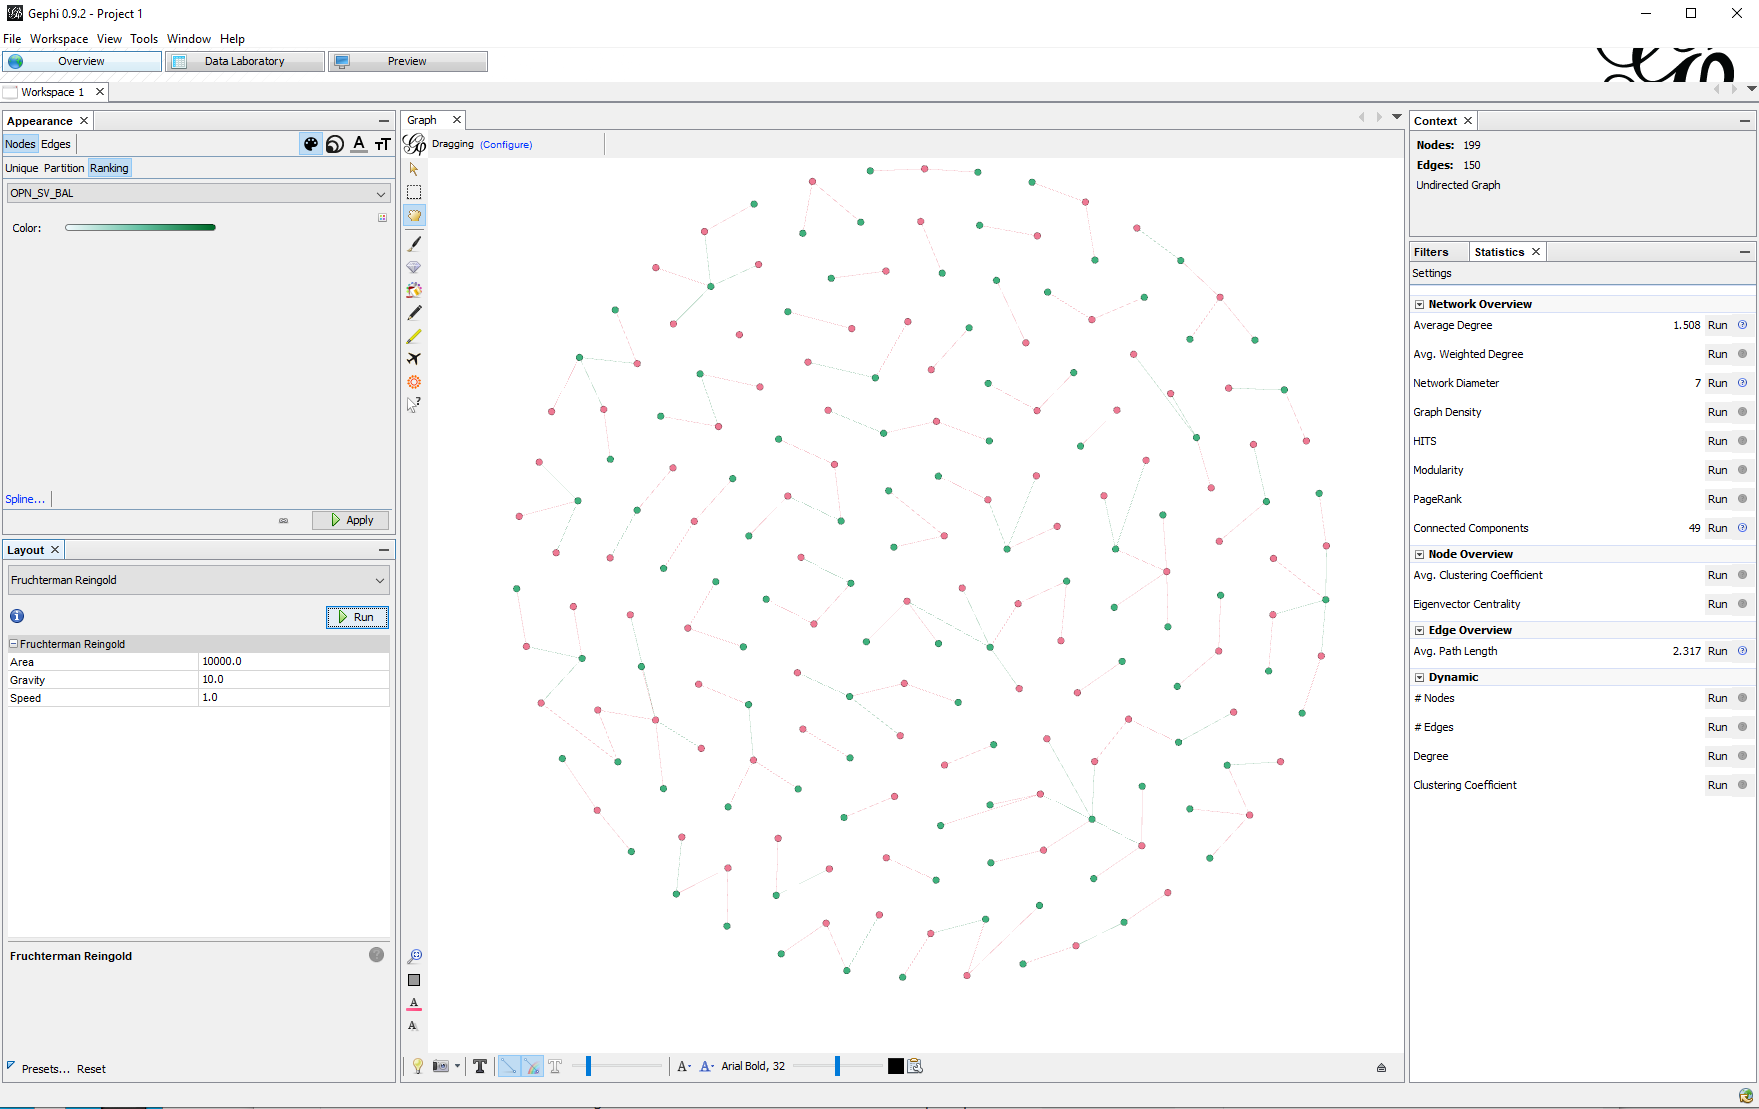 Gephi 0.9.2 - Project 1
File Workspace View Tools Window Help
Overview Data Laboratory Preview
Workspace 1
Appearance
Nodes Edges
Unique Partition Ranking
OPN_SV_BAL
Color:
Spline...
Apply
Layout
Fruchterman Reingold
Run
Fruchterman Reingold
Area 10000.0
Gravity 10.0
Speed 1.0
Fruchterman Reingold
Presets... Reset
Graph
Dragging (Configure)
Arial Bold, 32
Context
Nodes: 199
Edges: 150
Undirected Graph
Filters Statistics
Settings
Network Overview
Average Degree 1.508 Run
Avg. Weighted Degree Run
Network Diameter 7 Run
Graph Density Run
HITS Run
Modularity Run
PageRank Run
Connected Components 49 Run
Node Overview
Avg. Clustering Coefficient Run
Eigenvector Centrality Run
Edge Overview
Avg. Path Length 2.317 Run
Dynamic
# Nodes Run
# Edges Run
Degree Run
Clustering Coefficient Run